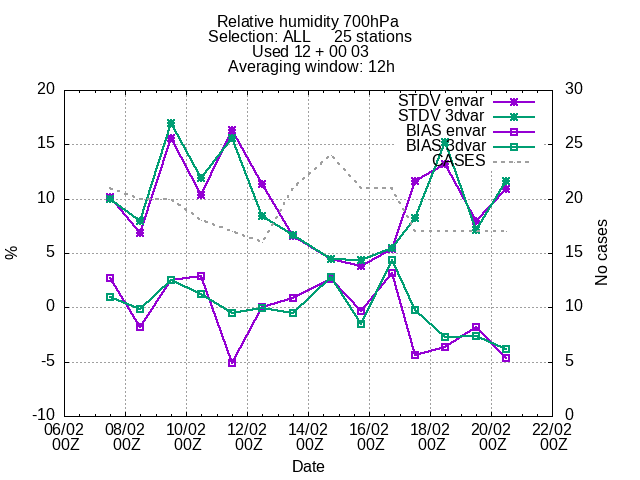 Relative humidity 700hPa
Selection: ALL 25 stations
Used 12 + 00 03
Averaging window: 12h
20 30
STDV envar
STDV 3dvar
BIAS envar
BIAS 3dvar
CASES
15 25
10 20
5 15
0 10
-5 5
-10 0
%
No cases
06/02 08/02 10/02 12/02 14/02 16/02 18/02 20/02 22/02
00Z 00Z 00Z 00Z 00Z 00Z 00Z 00Z 00Z
Date